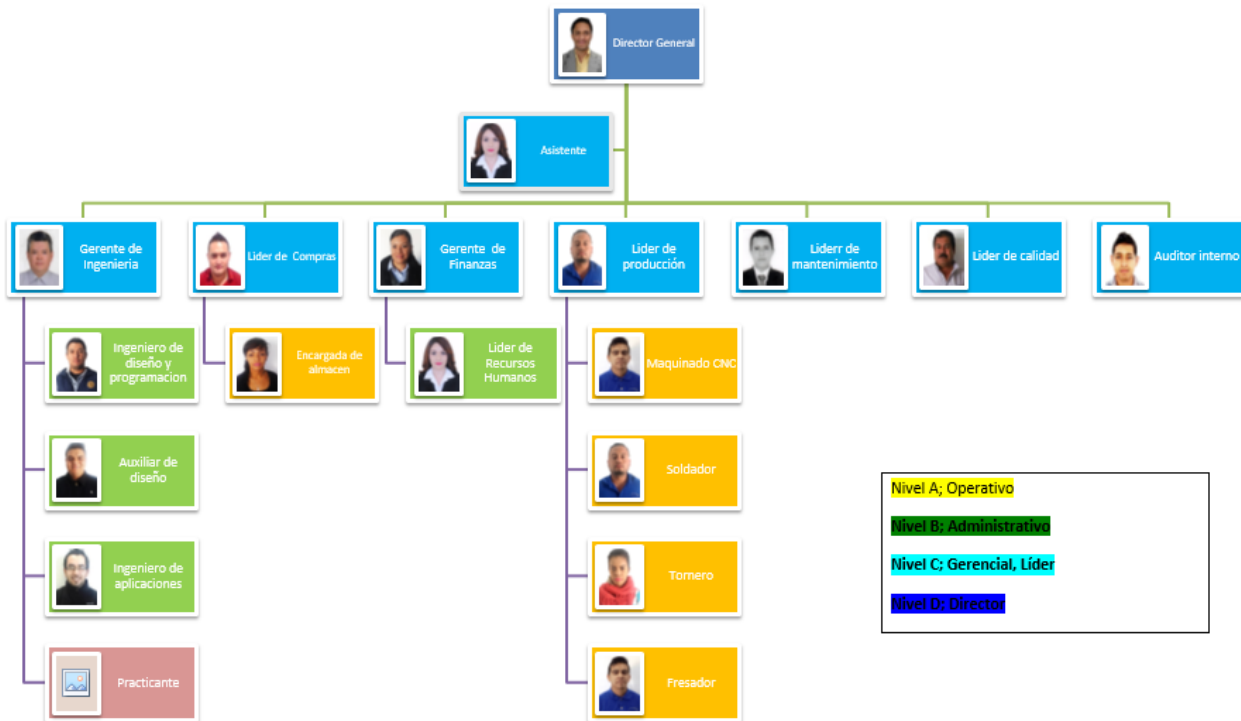 Director General
Asistente
Gerente de
Ingenieria
Lider de Compras
Gerente de
Finanzas
Lider de
producción
Liderr de
mantenimiento
Lider de calidad
Auditor interno
Ingeniero de
diseño y
programacion
Encargada de
almacen
Lider de
Recursos
Humanos
Maquinado CNC
Auxiliar de
diseño
Soldador
Ingeniero de
aplicaciones
Tornero
Practicante
Fresador
Nivel A; Operativo
Nivel B; Administrativo
Nivel C; Gerencial, Líder
Nivel D; Director